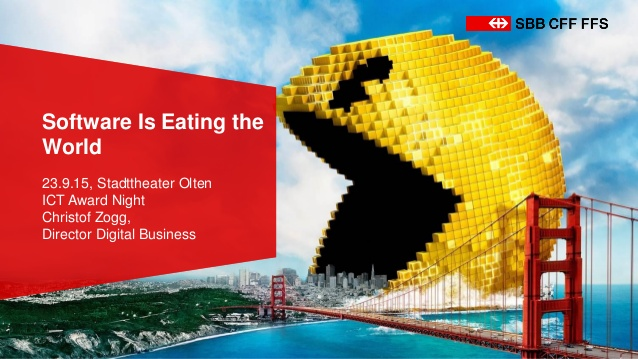 SBB CFF FFS
Software Is Eating the
World
23.9.15, Stadttheater Olten
ICT Award Night
Christof Zogg,
Director Digital Business